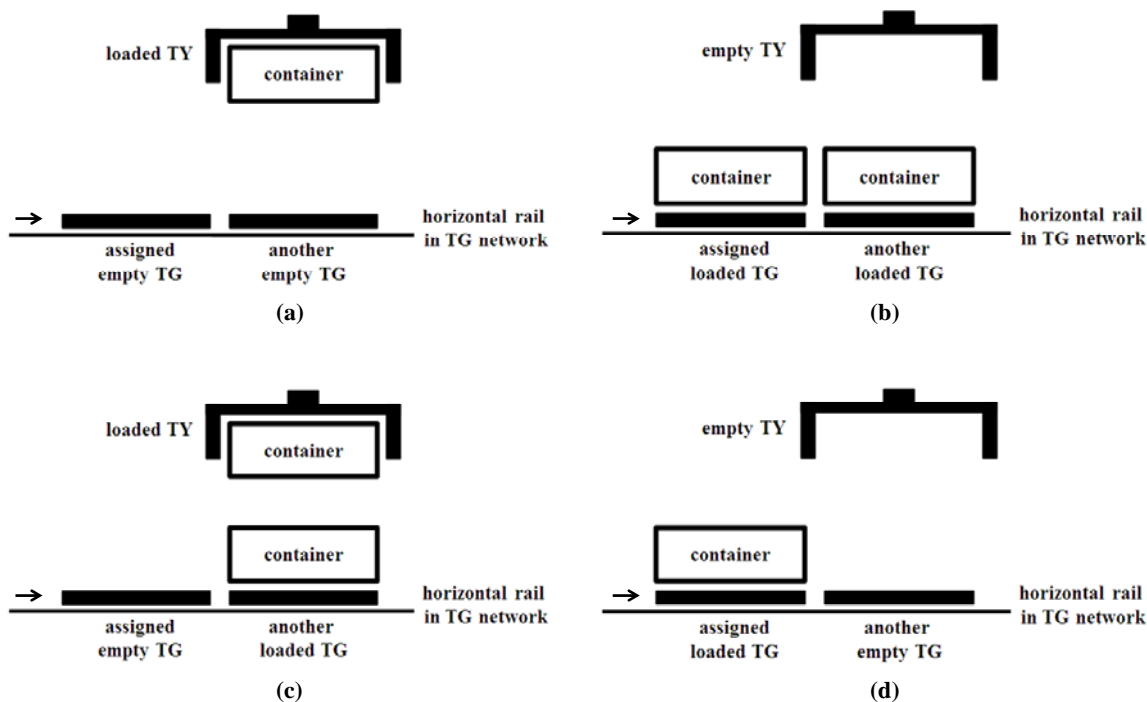 loaded TY
container
horizontal rail
in TG network
assigned
empty TG
another
empty TG
(a)
empty TY
container
container
horizontal rail
in TG network
assigned
loaded TG
another
loaded TG
(b)
loaded TY
container
container
horizontal rail
in TG network
assigned
empty TG
another
loaded TG
(c)
empty TY
container
horizontal rail
in TG network
assigned
loaded TG
another
empty TG
(d)